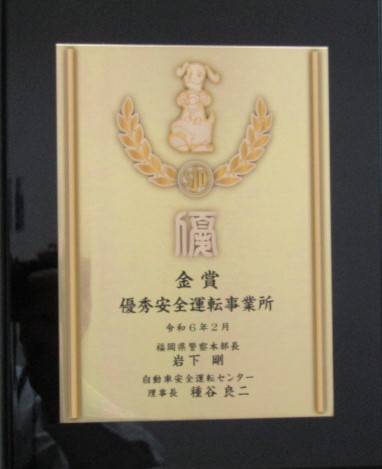 SD
優
金賞
優秀安全運転事業所
令和6年2月
福岡県警察本部長
岩下 剛
自動車安全運転センター
理事長 種谷 良二